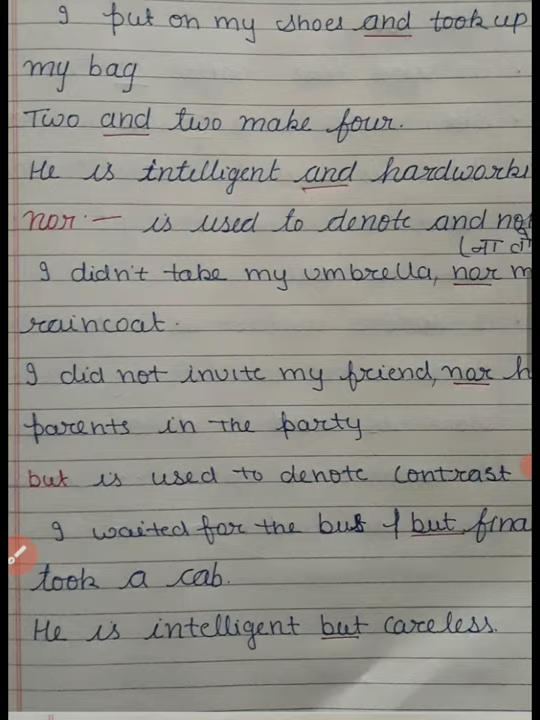 I put on my shoes and took up
my bag
Two and two make four.
He is intelligent and hardworki
nor :- is used to denote and no
(ना तो
I didn't take my umbrella, nor m
raincoat.
I did not invite my friend, nor h
parents in the party
but is used to denote contrast
I waited for the bus but fina
took a cab.
He is intelligent but careless.